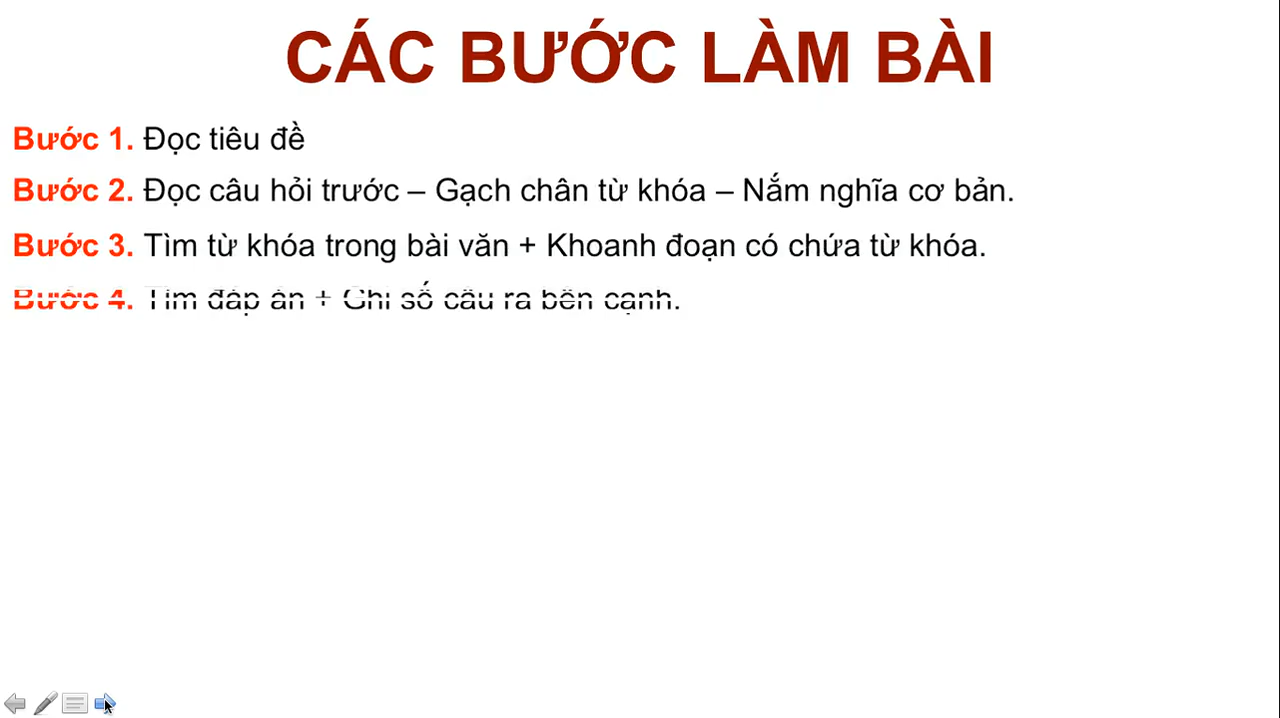 CÁC BƯỚC LÀM BÀI
Bước 1. Đọc tiêu đề
Bước 2. Đọc câu hỏi trước – Gạch chân từ khóa – Nắm nghĩa cơ bản.
Bước 3. Tìm từ khóa trong bài văn + Khoanh đoạn có chứa từ khóa.
Bước 4. Tìm đáp án + Ghi số câu ra bên cạnh.